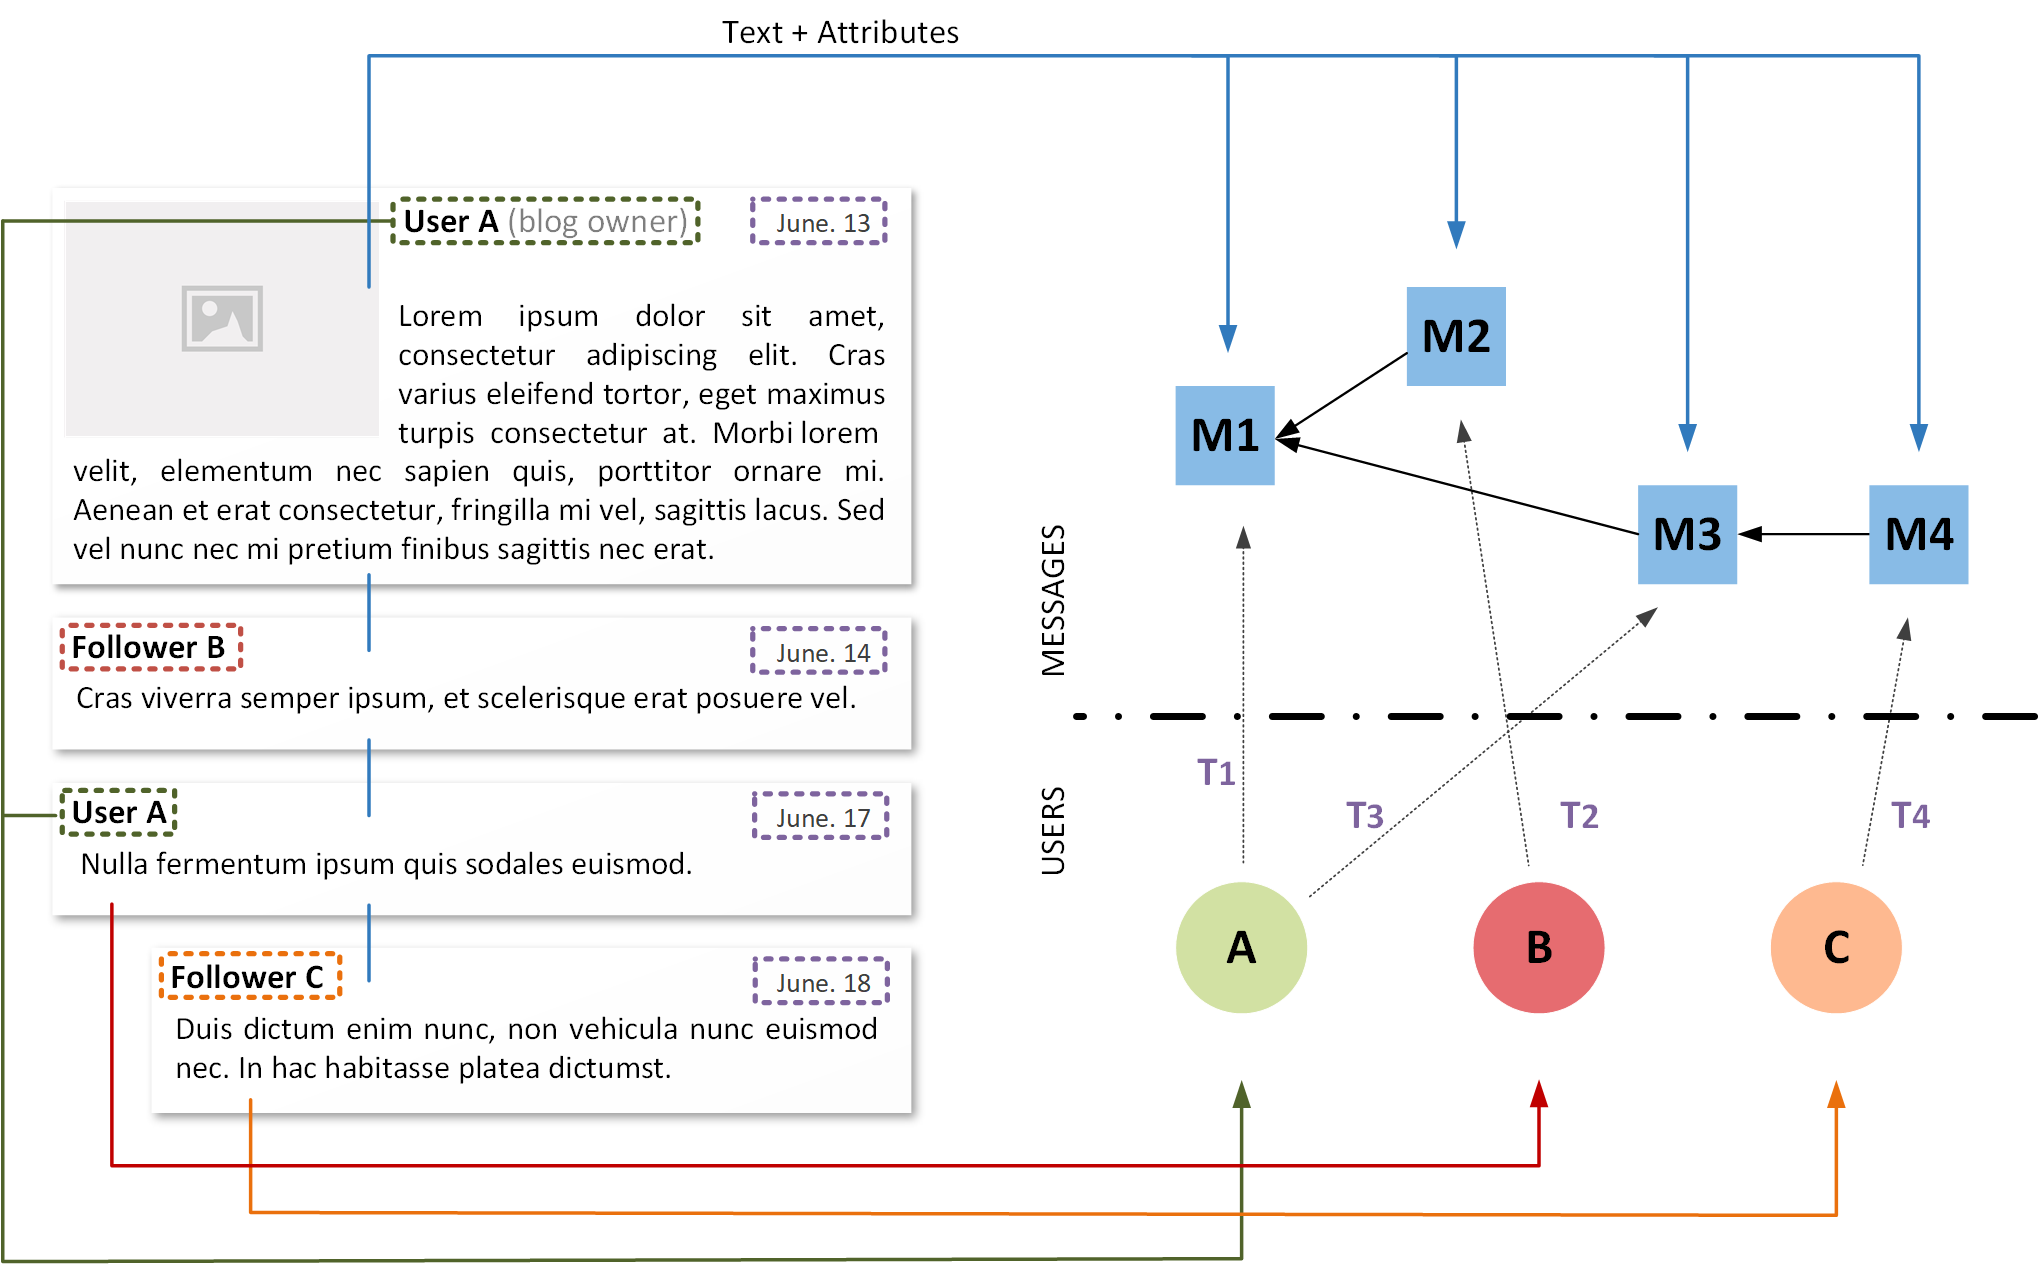 Text + Attributes
User A (blog owner)
June. 13
Lorem ipsum dolor sit amet,
consectetur adipiscing elit. Cras
varius eleifend tortor, eget maximus
turpis consectetur at. Morbi lorem
velit, elementum nec sapien quis, porttitor ornare mi.
Aenean et erat consectetur, fringilla mi vel, sagittis lacus. Sed
vel nunc nec mi pretium finibus sagittis nec erat.
Follower B
June. 14
Cras viverra semper ipsum, et scelerisque erat posuere vel.
User A
June. 17
Nulla fermentum ipsum quis sodales euismod.
Follower C
June. 18
Duis dictum enim nunc, non vehicula nunc euismod
nec. In hac habitasse platea dictumst.
M2
M1
M3
M4
MESSAGES
USERS
T1
T3
T2
T4
A
B
C